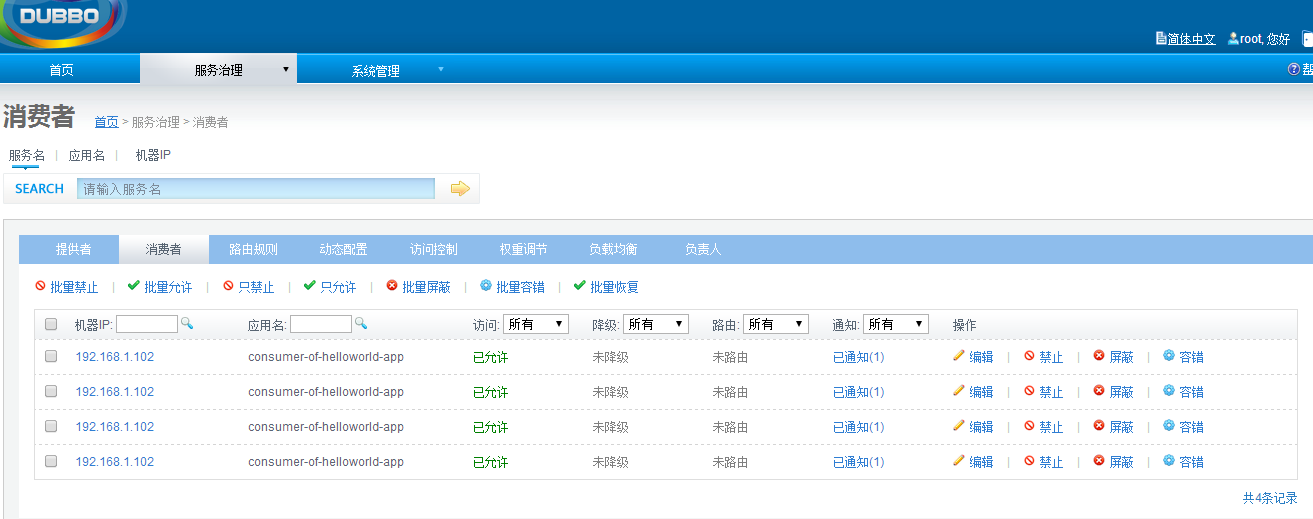 DUBBO
简体中文 root, 您好
首页 服务治理 系统管理
消费者 首页 > 服务治理 > 消费者
服务名 | 应用名 | 机器IP
SEARCH 请输入服务名
提供者 消费者 路由规则 动态配置 访问控制 权重调节 负载均衡 负责人
批量禁止 | 批量允许 | 只禁止 | 只允许 | 批量屏蔽 | 批量容错 | 批量恢复
机器IP: 应用名: 访问: 所有 降级: 所有 路由: 所有 通知: 所有 操作
192.168.1.102 consumer-of-helloworld-app 已允许 未降级 未路由 已通知(1) 编辑 | 禁止 | 屏蔽 | 容错
192.168.1.102 consumer-of-helloworld-app 已允许 未降级 未路由 已通知(1) 编辑 | 禁止 | 屏蔽 | 容错
192.168.1.102 consumer-of-helloworld-app 已允许 未降级 未路由 已通知(1) 编辑 | 禁止 | 屏蔽 | 容错
192.168.1.102 consumer-of-helloworld-app 已允许 未降级 未路由 已通知(1) 编辑 | 禁止 | 屏蔽 | 容错
共4条记录